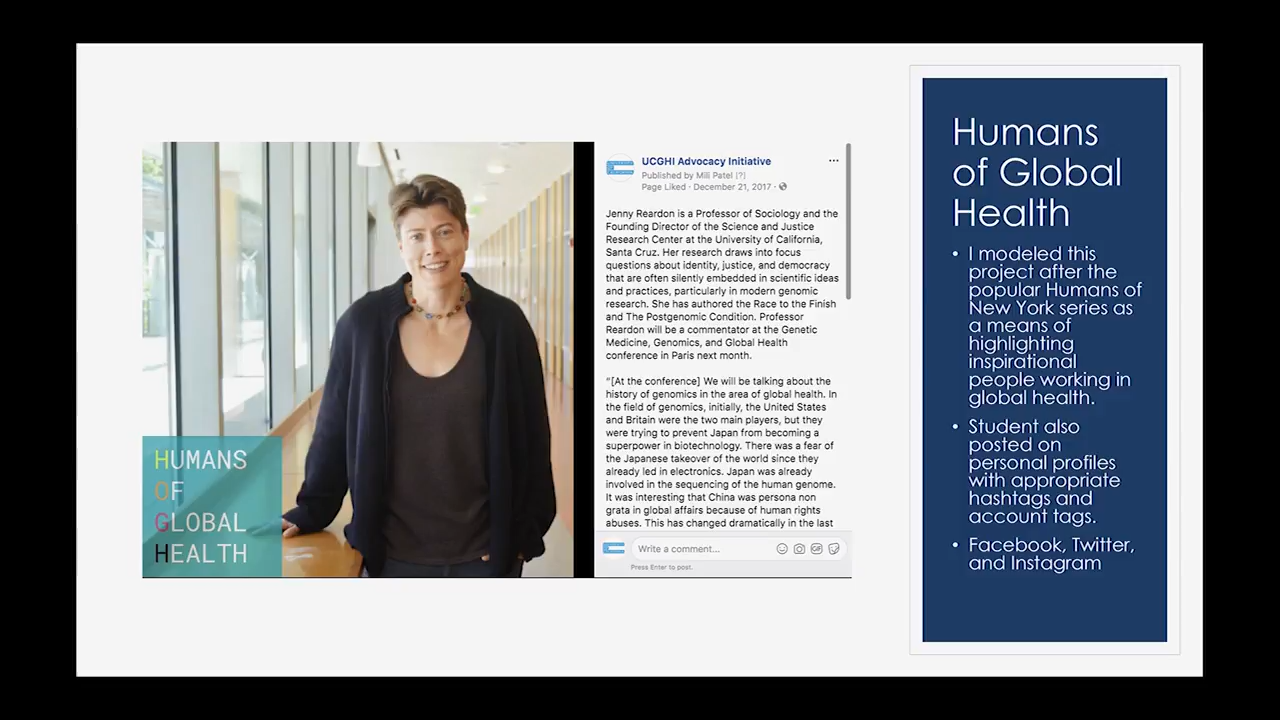 HUMANS
OF
GLOBAL
HEALTH
UCGHI Advocacy Initiative
Published by Mili Patel [?]
Page Liked · December 21, 2017 ·
Jenny Reardon is a Professor of Sociology and the
Founding Director of the Science and Justice
Research Center at the University of California,
Santa Cruz. Her research draws into focus
questions about identity, justice, and democracy
that are often silently embedded in scientific ideas
and practices, particularly in modern genomic
research. She has authored the Race to the Finish
and The Postgenomic Condition. Professor
Reardon will be a commentator at the Genetic
Medicine, Genomics, and Global Health
conference in Paris next month.
"[At the conference] We will be talking about the
history of genomics in the area of global health. In
the field of genomics, initially, the United States
and Britain were the two main players, but they
were trying to prevent Japan from becoming a
superpower in biotechnology. There was a fear of
the Japanese takeover of the world since they
already led in electronics. Japan was already
involved in the sequencing of the human genome.
It was interesting that China was persona non
grata in global affairs because of human rights
abuses. This has changed dramatically in the last
Write a comment...
GIF
Press Enter to post.
Humans
of Global
Health
• I modeled this
project after the
popular Humans of
New York series as
a means of
highlighting
inspirational
people working in
global health.
• Student also
posted on
personal profiles
with appropriate
hashtags and
account tags.
• Facebook, Twitter,
and Instagram